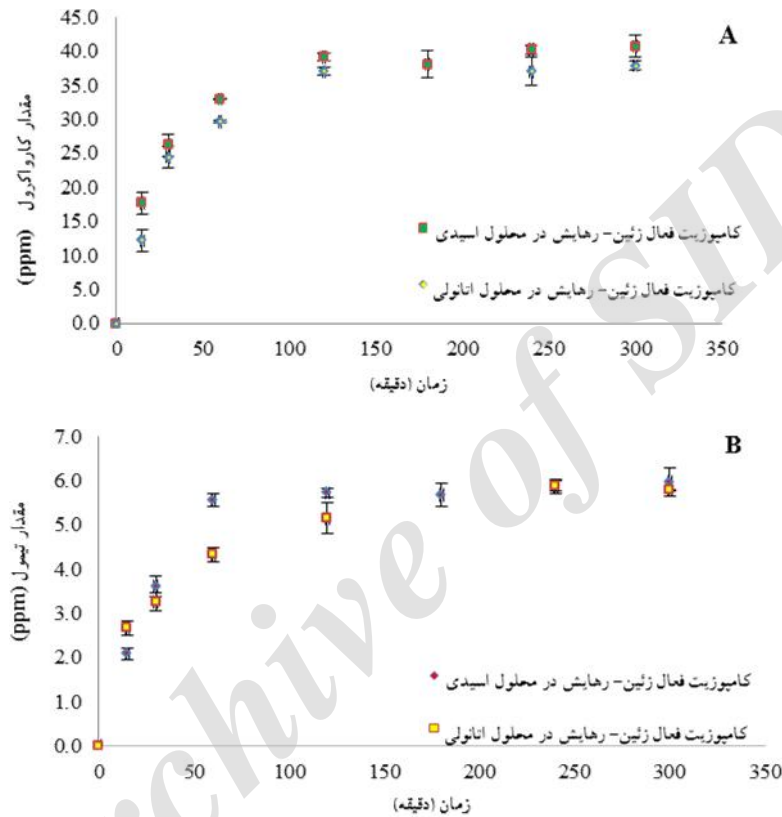 A
45.0
40.0
35.0
30.0
25.0
20.0
15.0
10.0
5.0
0.0
مقدار کارواکرول (ppm)
کامپوزیت فعال زئین- رهایش در محلول اسیدی
کامپوزیت فعال زئین- رهایش در محلول اتانولی
0 50 100 150 200 250 300 350
زمان (دقیقه)
B
7.0
6.0
5.0
4.0
3.0
2.0
1.0
0.0
مقدار تیمول (ppm)
کامپوزیت فعال زئین- رهایش در محلول اسیدی
کامپوزیت فعال زئین- رهایش در محلول اتانولی
0 50 100 150 200 250 300 350
زمان (دقیقه)
Archive of SID